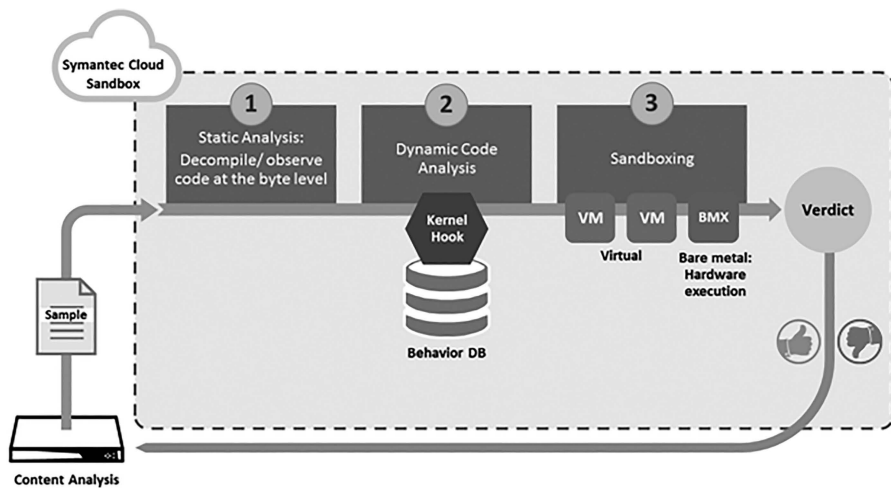 Symantec Cloud
Sandbox
1
Static Analysis:
Decompile/ observe
code at the byte level
2
Dynamic Code
Analysis
3
Sandboxing
Kernel
Hook
Behavior DB
VM
VM
BMX
Virtual
Bare metal:
Hardware
execution
Verdict
Sample
Content Analysis